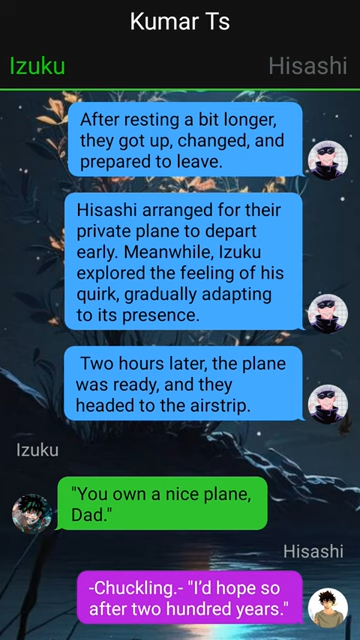 Kumar Ts
Izuku
Hisashi
After resting a bit longer,
they got up, changed, and
prepared to leave.
Hisashi arranged for their
private plane to depart
early. Meanwhile, Izuku
explored the feeling of his
quirk, gradually adapting
to its presence.
Two hours later, the plane
was ready, and they
headed to the airstrip.
Izuku
"You own a nice plane,
Dad."
Hisashi
-Chuckling.- "I'd hope so
after two hundred years."